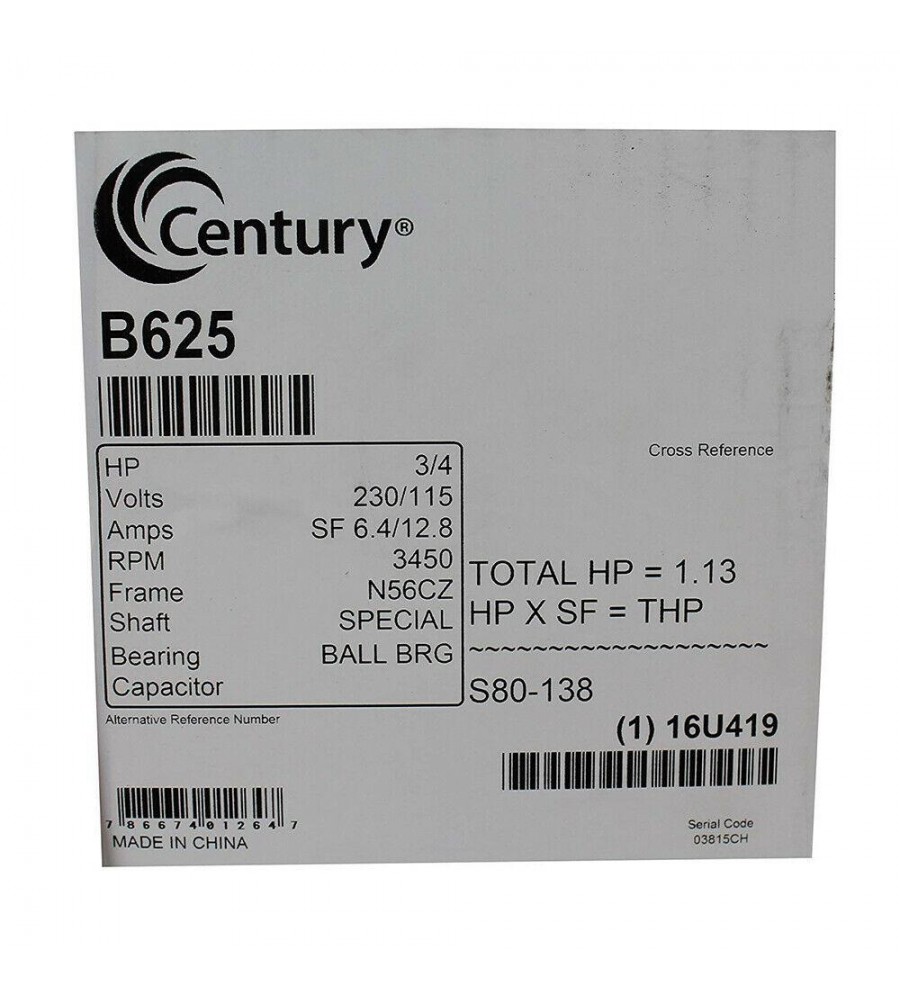 Century®
B625
HP 3/4
Volts 230/115
Amps SF 6.4/12.8
RPM 3450
Frame N56CZ
Shaft SPECIAL
Bearing BALL BRG
Capacitor
Alternative Reference Number
Cross Reference
TOTAL HP = 1.13
HP X SF = THP
~~~~~~~~~~~~~~~~~~~
S80-138
(1) 16U419
7 86674 01264 7
MADE IN CHINA
Serial Code
03815CH